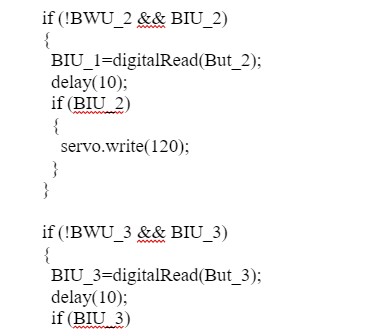 if (!BWU_2 && BIU_2)
{
BIU_1=digitalRead(But_2);
delay(10);
if (BIU_2)
{
servo.write(120);
}
}
if (!BWU_3 && BIU_3)
{
BIU_3=digitalRead(But_3);
delay(10);
if (BIU_3)